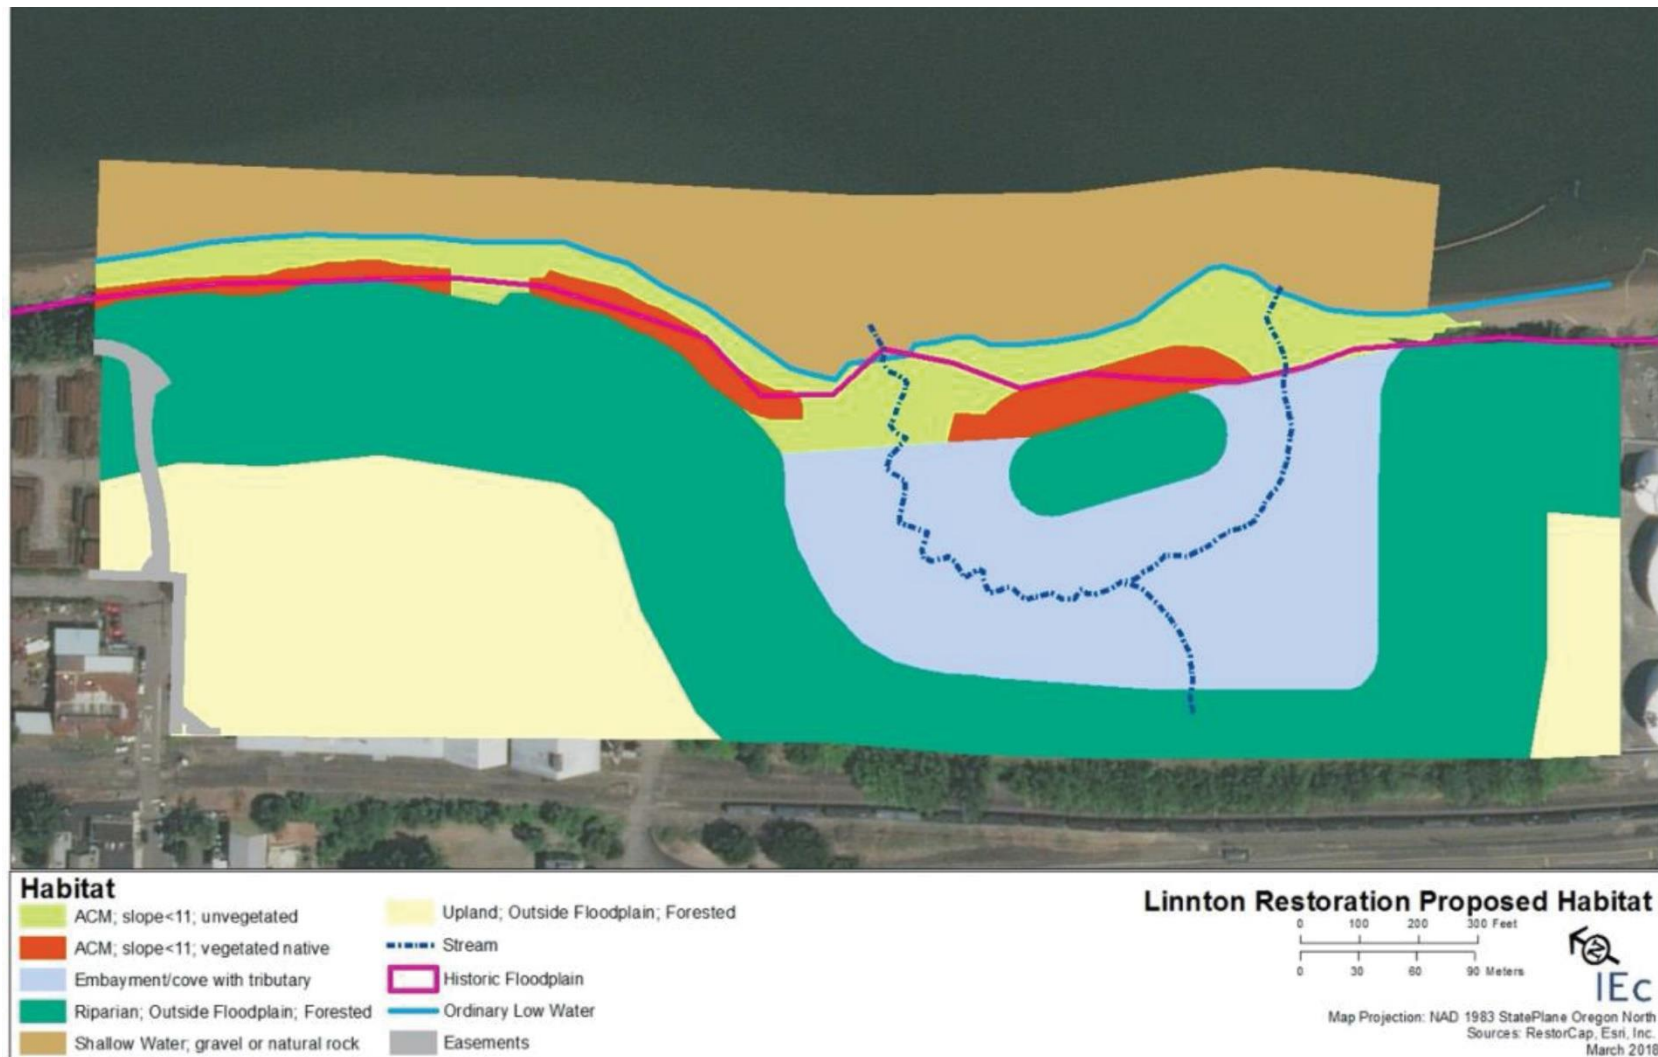 Habitat
ACM; slope<11; unvegetated
ACM; slope<11; vegetated native
Embayment/cove with tributary
Riparian; Outside Floodplain; Forested
Shallow Water; gravel or natural rock
Upland; Outside Floodplain; Forested
Stream
Historic Floodplain
Ordinary Low Water
Easements
Linnton Restoration Proposed Habitat
0 100 200 300 Feet
0 30 60 90 Meters
N
IEc
Map Projection: NAD 1983 StatePlane Oregon North
Sources: RestorCap, Esri, Inc.
March 2018